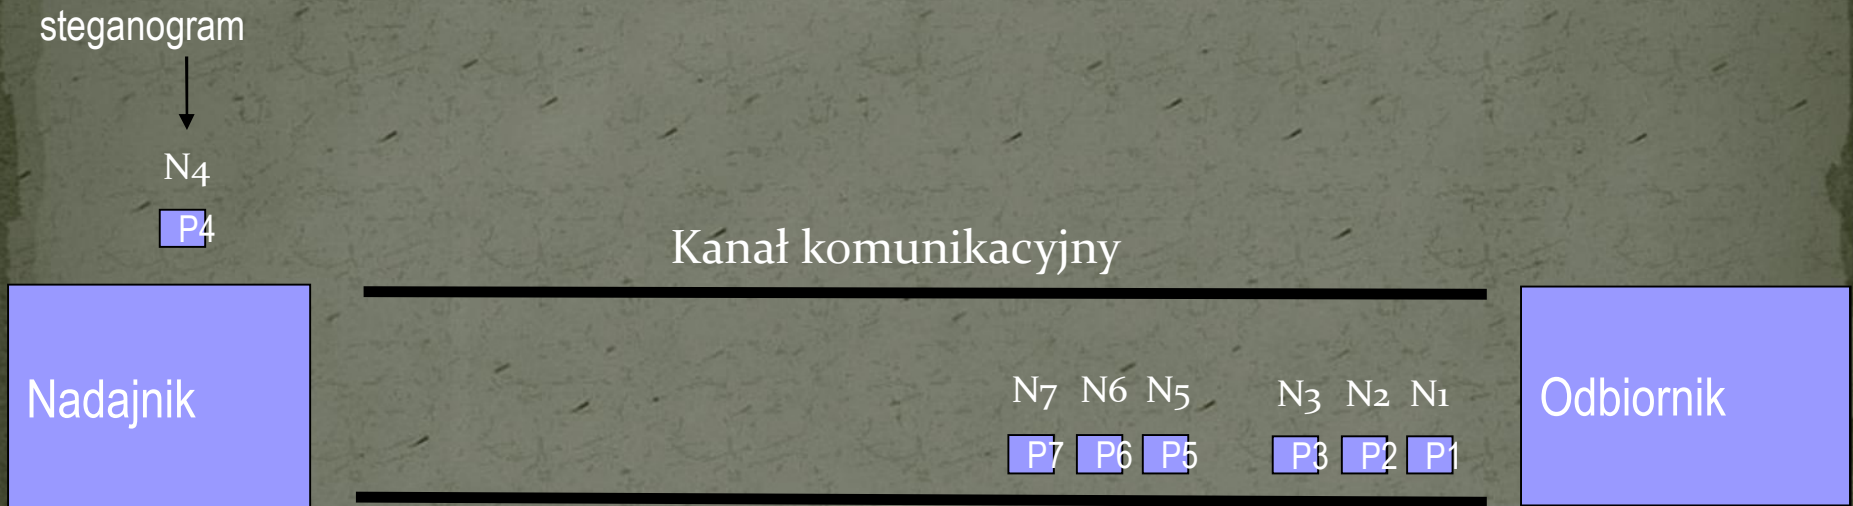 steganogram
N4
P4
Kanał komunikacyjny
Nadajnik
N7 N6 N5 N3 N2 N1
P7 P6 P5 P3 P2 P1
Odbiornik